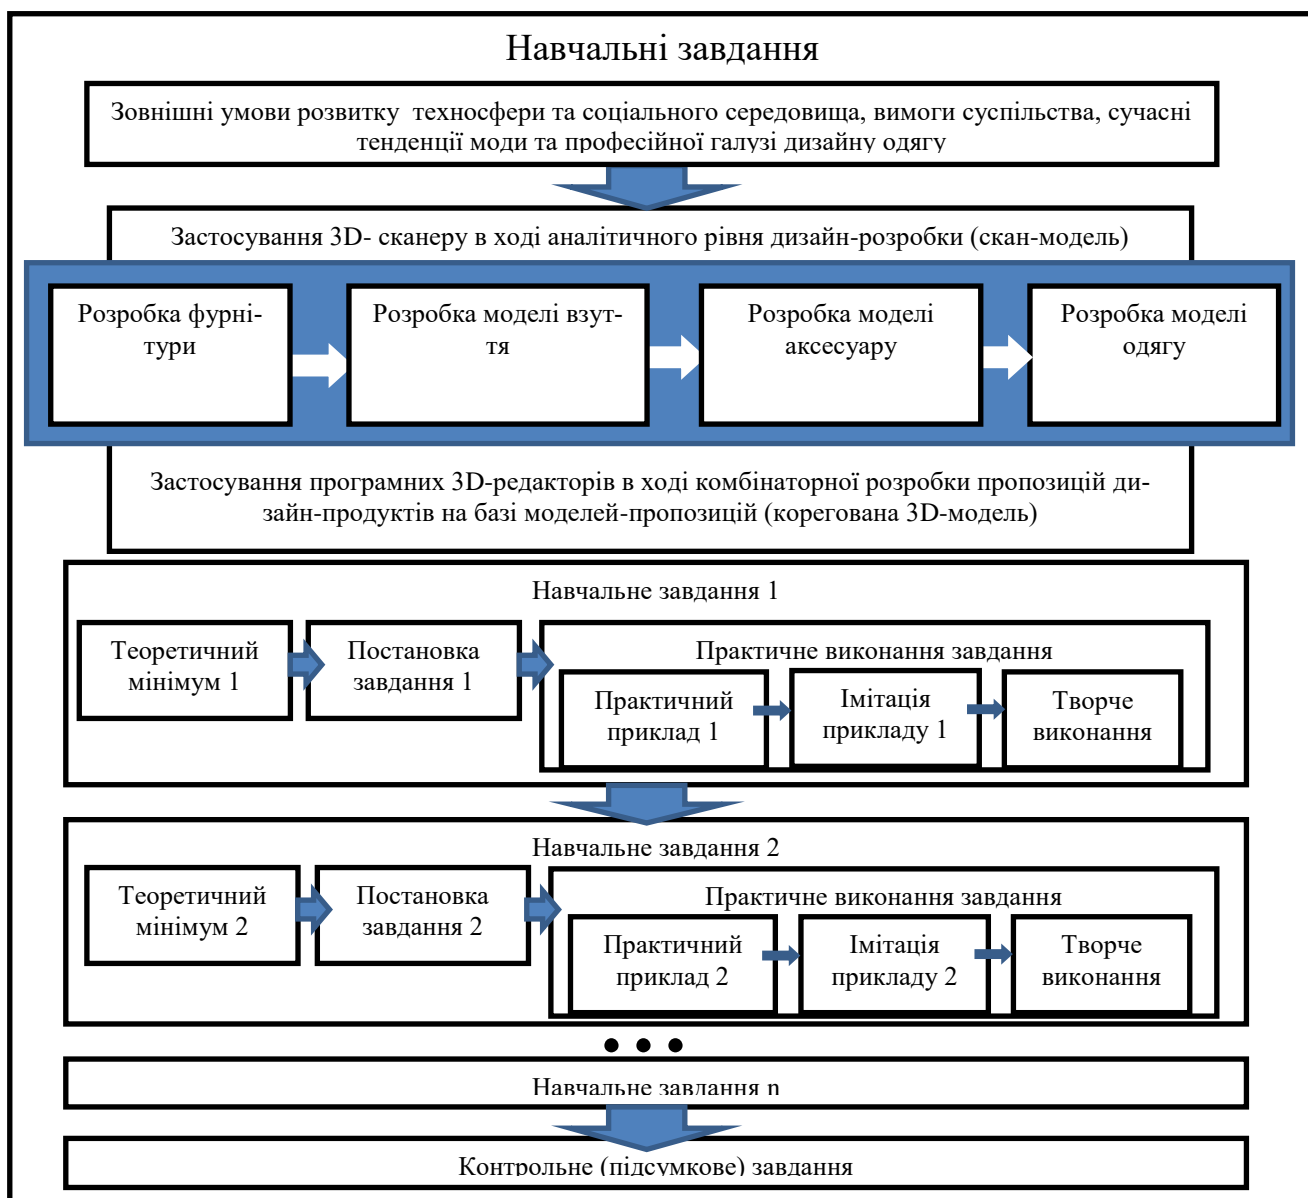 Навчальні завдання
Зовнішні умови розвитку техносфери та соціального середовища, вимоги суспільства, сучасні
тенденції моди та професійної галузі дизайну одягу
Застосування 3D- сканеру в ході аналітичного рівня дизайн-розробки (скан-модель)
Розробка фурні-
тури
Розробка моделі взут-
тя
Розробка моделі
аксесуару
Розробка моделі
одягу
Застосування програмних 3D-редакторів в ході комбінаторної розробки пропозицій ди-
зайн-продуктів на базі моделей-пропозицій (корегована 3D-модель)
Навчальне завдання 1
Теоретичний
мінімум 1
Постановка
завдання 1
Практичне виконання завдання
Практичний
приклад 1
Імітація
прикладу 1
Творче
виконання
Навчальне завдання 2
Теоретичний
мінімум 2
Постановка
завдання 2
Практичне виконання завдання
Практичний
приклад 2
Імітація
прикладу 2
Творче
виконання
• • •
Навчальне завдання n
Контрольне (підсумкове) завдання